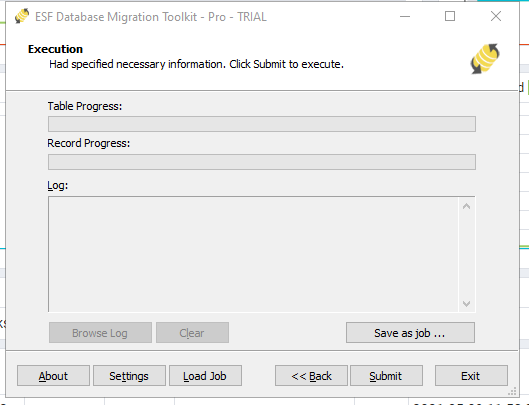 ESF Database Migration Toolkit - Pro - TRIAL
Execution
Had specified necessary information. Click Submit to execute.
Table Progress:
Record Progress:
Log:
Browse Log Clear Save as job ...
About Settings Load Job << Back Submit Exit